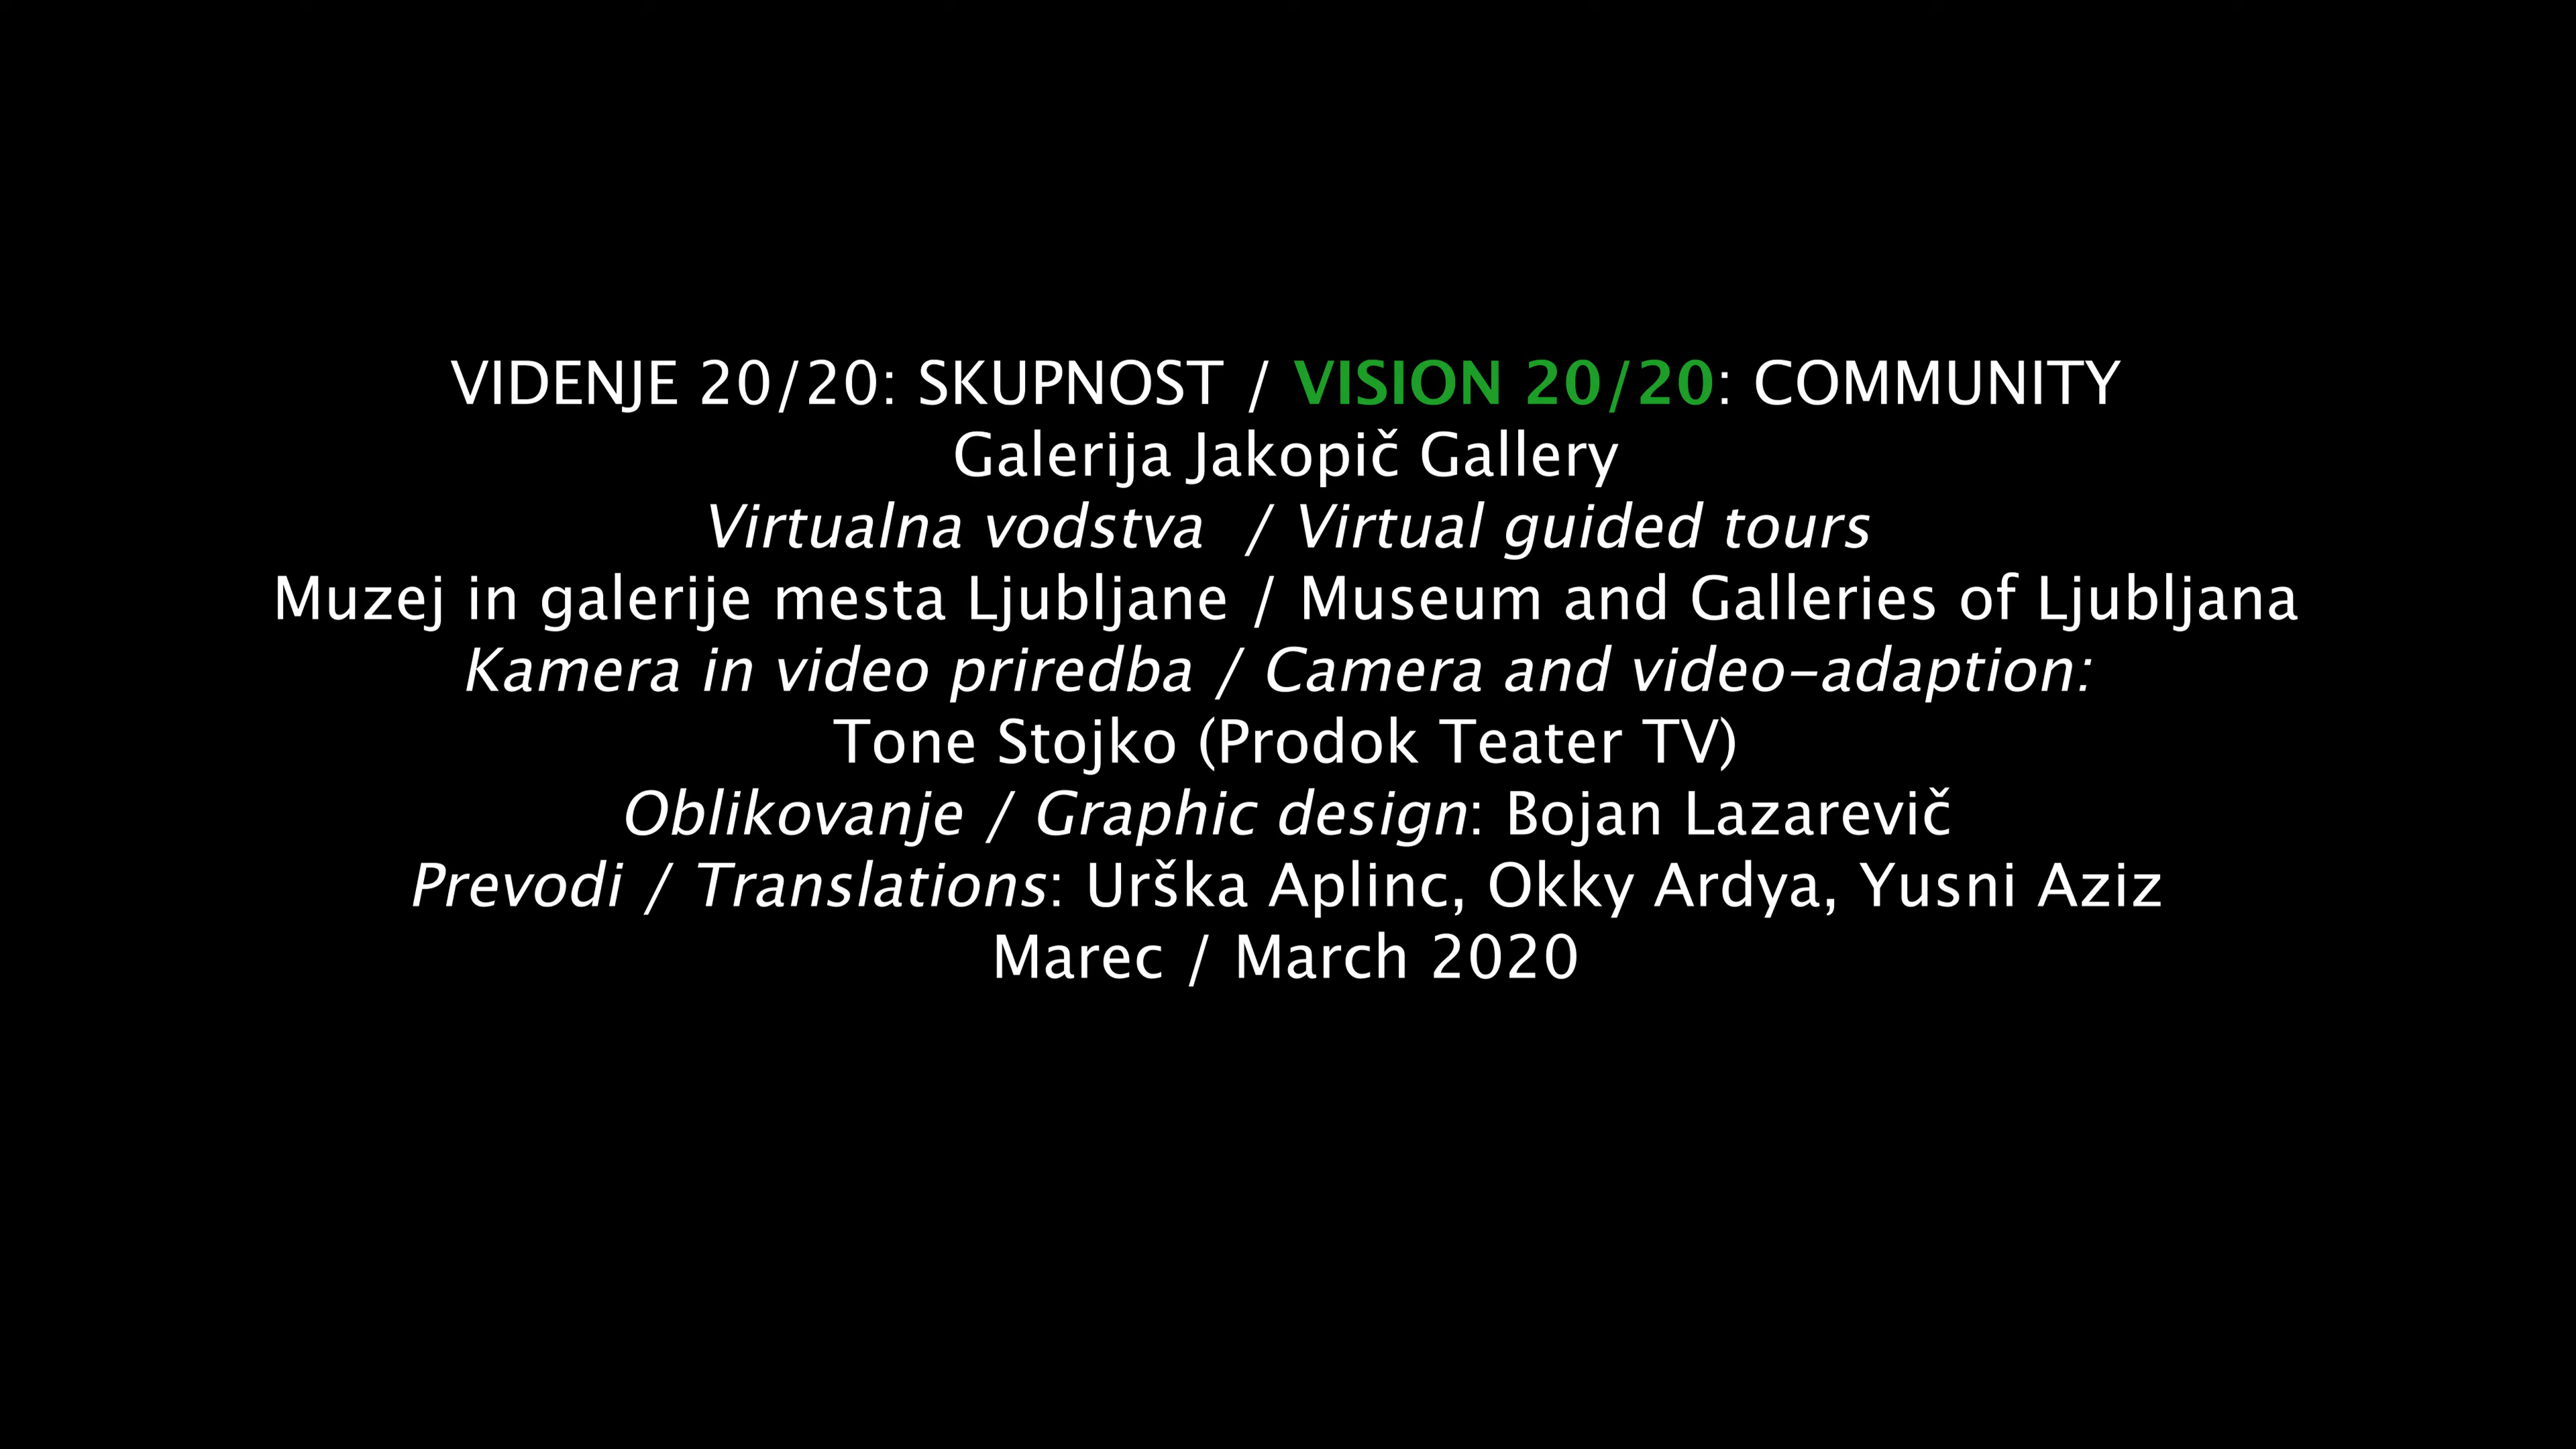 VIDENJE 20/20: SKUPNOST / VISION 20/20: COMMUNITY
Galerija Jakopič Gallery
Virtualna vodstva / Virtual guided tours
Muzej in galerije mesta Ljubljane / Museum and Galleries of Ljubljana
Kamera in video priredba / Camera and video-adaption:
Tone Stojko (Prodok Teater TV)
Oblikovanje / Graphic design: Bojan Lazarevič
Prevodi / Translations: Urška Aplinc, Okky Ardya, Yusni Aziz
Marec / March 2020